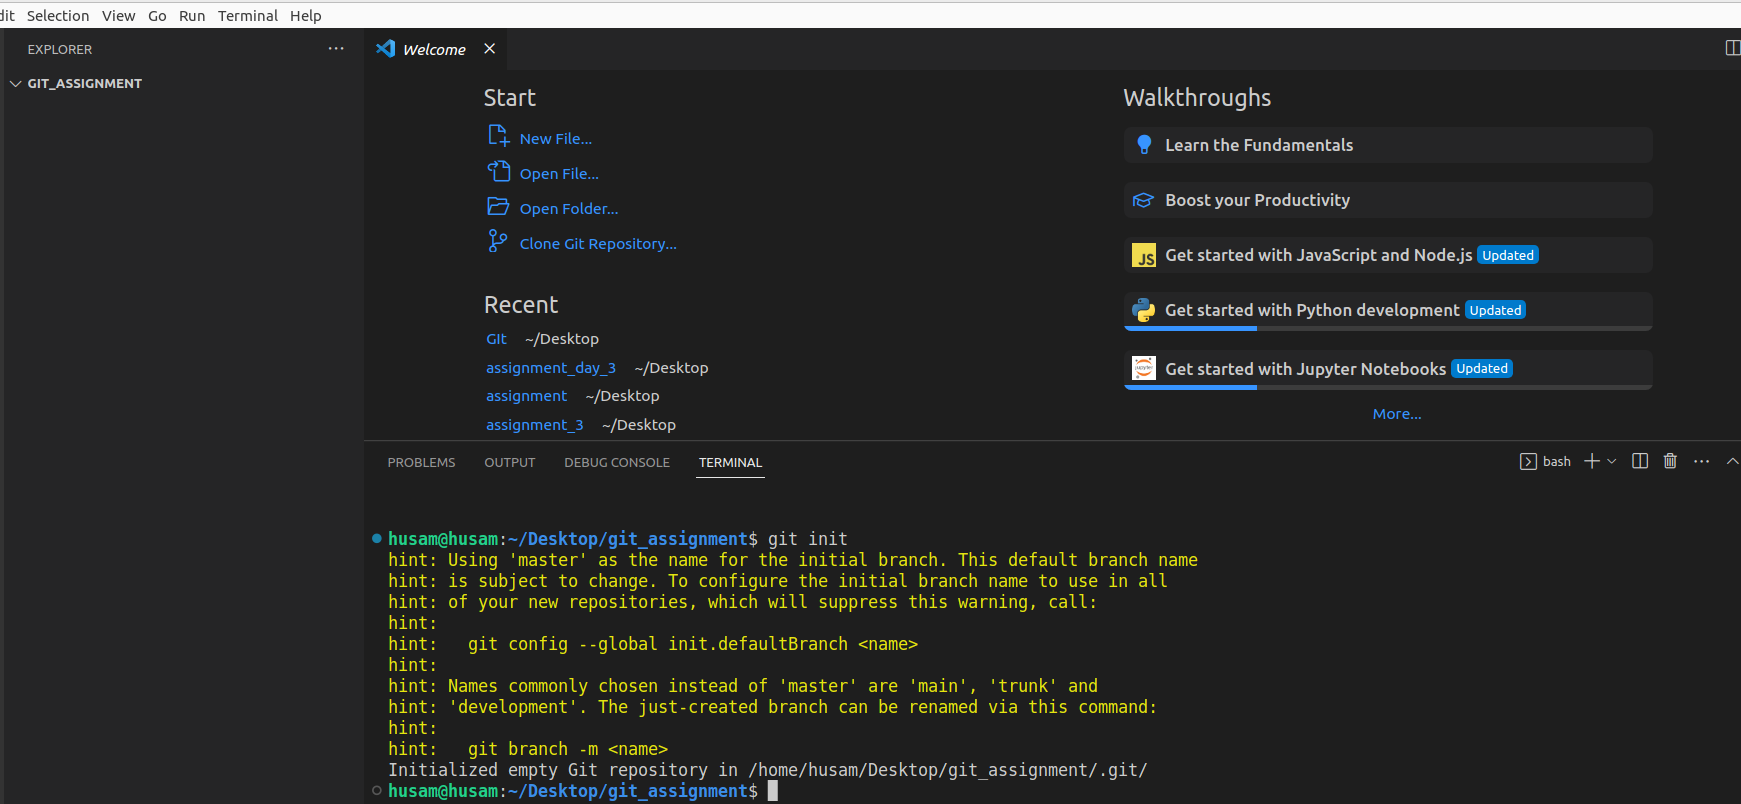 dit Selection View Go Run Terminal Help
EXPLORER
GIT_ASSIGNMENT
Welcome
Start
New File...
Open File...
Open Folder...
Clone Git Repository...
Recent
GIt ~/Desktop
assignment_day_3 ~/Desktop
assignment ~/Desktop
assignment_3 ~/Desktop
Walkthroughs
Learn the Fundamentals
Boost your Productivity
JS Get started with JavaScript and Node.js Updated
Get started with Python development Updated
jupyter Get started with Jupyter Notebooks Updated
More...
PROBLEMS OUTPUT DEBUG CONSOLE TERMINAL
bash
husam@husam:~/Desktop/git_assignment$ git init
hint: Using 'master' as the name for the initial branch. This default branch name
hint: is subject to change. To configure the initial branch name to use in all
hint: of your new repositories, which will suppress this warning, call:
hint:
hint:   git config --global init.defaultBranch <name>
hint:
hint: Names commonly chosen instead of 'master' are 'main', 'trunk' and
hint: 'development'. The just-created branch can be renamed via this command:
hint:
hint:   git branch -m <name>
Initialized empty Git repository in /home/husam/Desktop/git_assignment/.git/
husam@husam:~/Desktop/git_assignment$